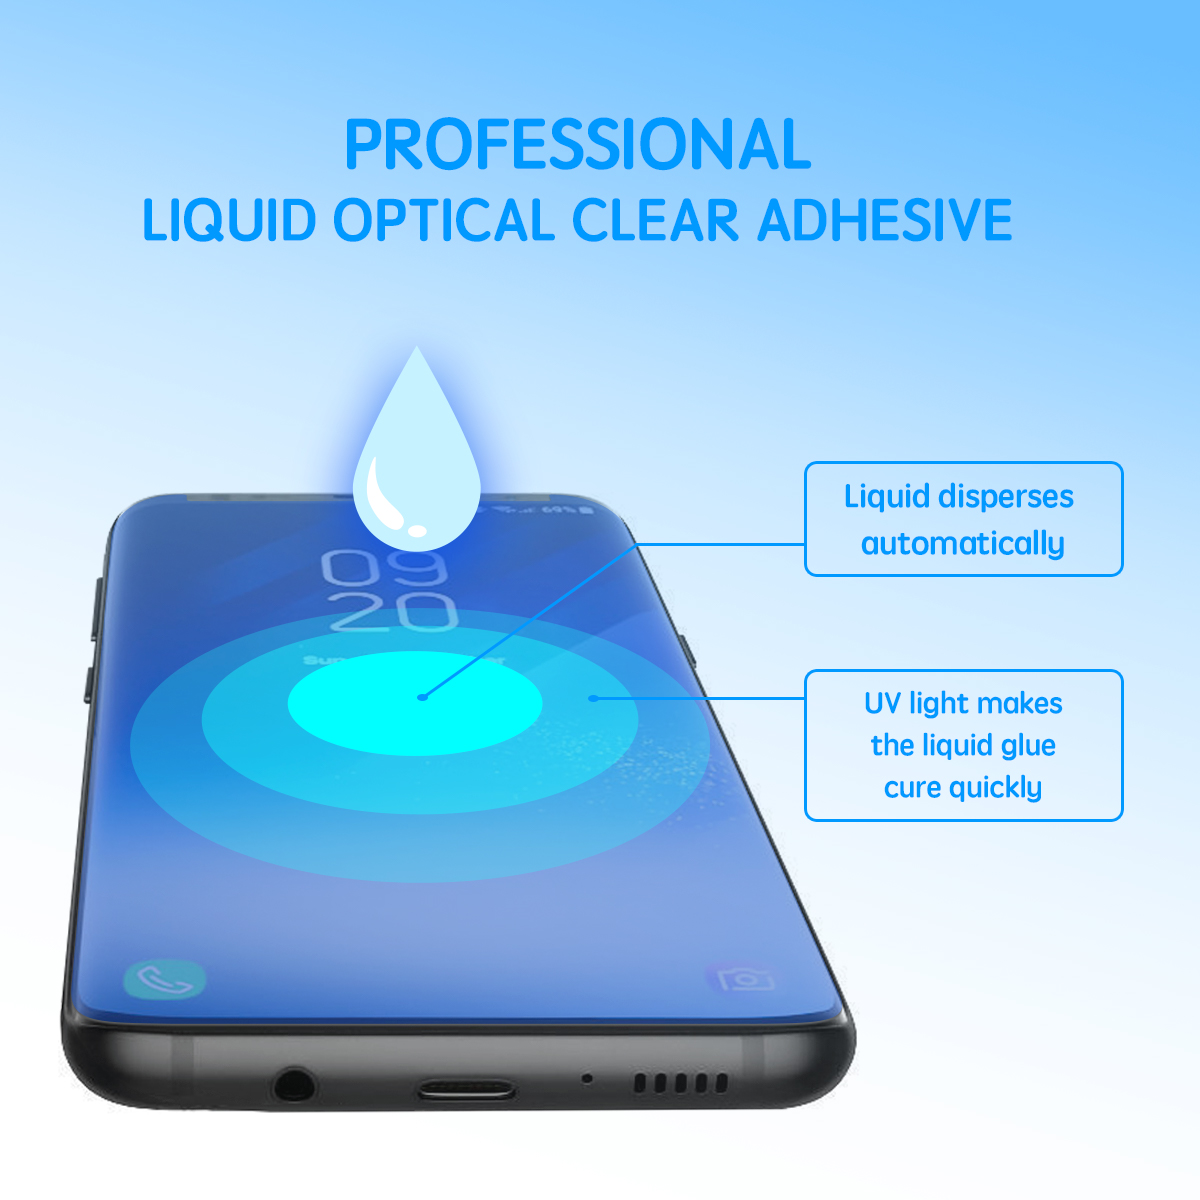 PROFESSIONAL
LIQUID OPTICAL CLEAR ADHESIVE
09
20
Liquid disperses
automatically
UV light makes
the liquid glue
cure quickly